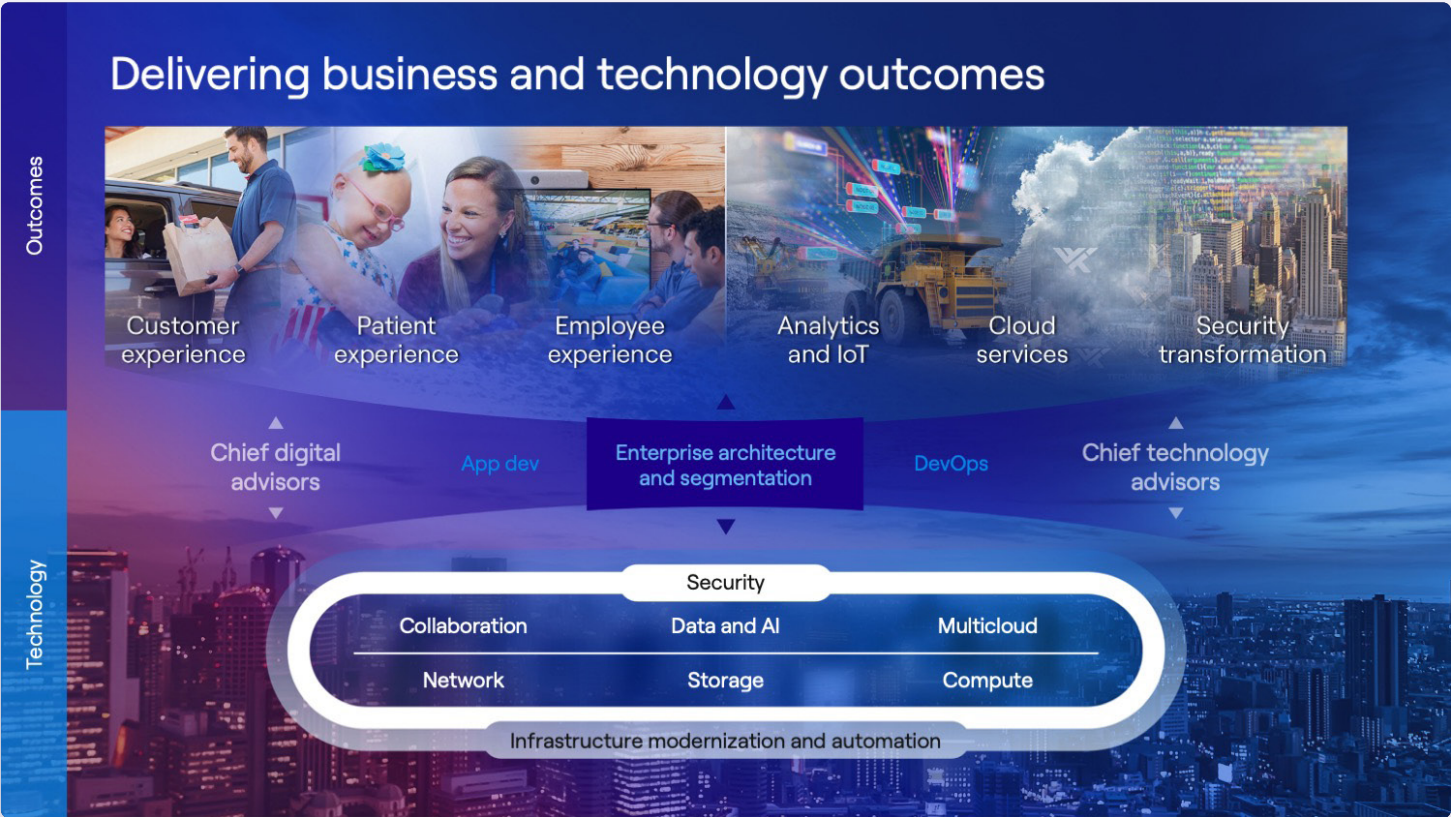 Delivering business and technology outcomes
Outcomes
Customer
experience
Patient
experience
Employee
experience
Analytics
and IoT
Cloud
services
Security
transformation
Chief digital
advisors
App dev
Enterprise architecture
and segmentation
DevOps
Chief technology
advisors
Technology
Security
Collaboration
Data and AI
Multicloud
Network
Storage
Compute
Infrastructure modernization and automation